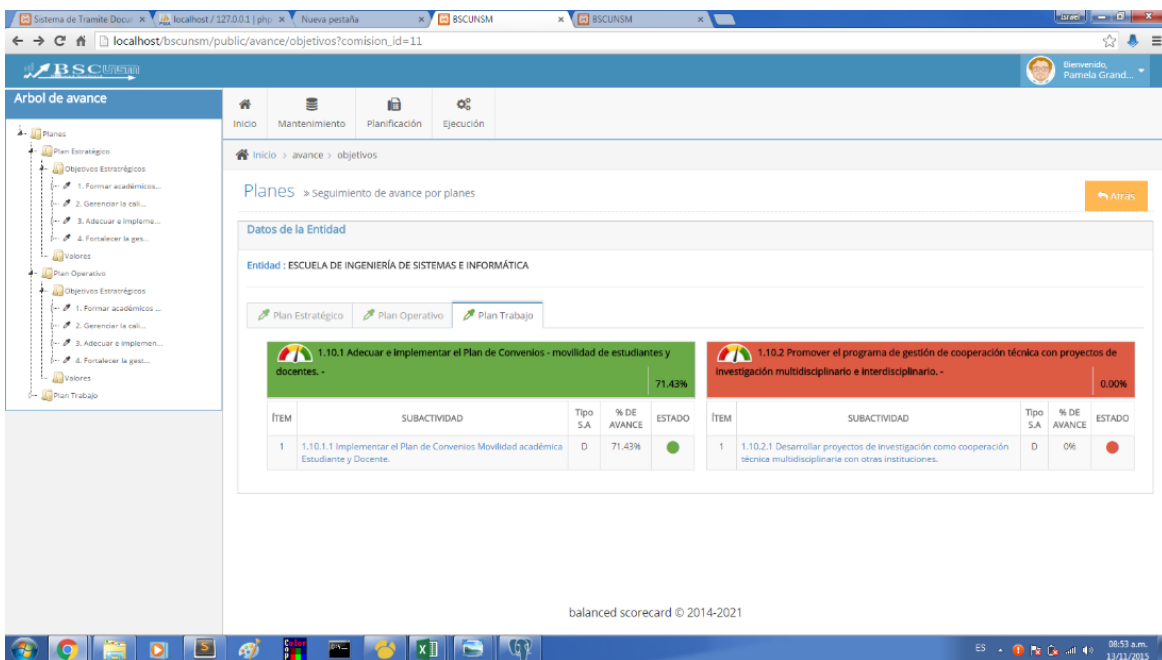 Sistema de Tramite Docur
localhost / 127.0.0.1 | php
Nueva pestaña
BSCUNSM
BSCUNSM
israel
localhost/bscunsm/public/avance/objetivos?comision_id=11
BSCunsm
Bienvenido,
Pamela Grand...
Arbol de avance
Inicio
Mantenimiento
Planificación
Ejecución
Planes
Plan Estratégico
Objetivos Estratrégicos
1. Formar académicos...
2. Gerenciar la cali...
3. Adecuar e impleme...
4. Fortalecer la ges...
Valores
Plan Operativo
Objetivos Estratrégicos
1. Formar académicos ...
2. Gerenciar la cali...
3. Adecuar e implemen...
4. Fortalecer la gest...
Valores
Plan Trabajo
Inicio > avance > objetivos
Planes » Seguimiento de avance por planes
Atras
Datos de la Entidad
Entidad : ESCUELA DE INGENIERÍA DE SISTEMAS E INFORMÁTICA
Plan Estratégico
Plan Operativo
Plan Trabajo
1.10.1 Adecuar e implementar el Plan de Convenios - movilidad de estudiantes y
docentes. -
71.43%
ÍTEM SUBACTIVIDAD Tipo S.A % DE AVANCE ESTADO
1 1.10.1.1 Implementar el Plan de Convenios Movilidad académica D 71.43%
Estudiante y Docente.
1.10.2 Promover el programa de gestión de cooperación técnica con proyectos de
investigación multidisciplinario e interdisciplinario. -
0.00%
ÍTEM SUBACTIVIDAD Tipo S.A % DE AVANCE ESTADO
1 1.10.2.1 Desarrollar proyectos de investigación como cooperación D 0%
técnica multidisciplinaria con otras instituciones.
balanced scorecard © 2014-2021
ES
08:53 a.m.
13/11/2015